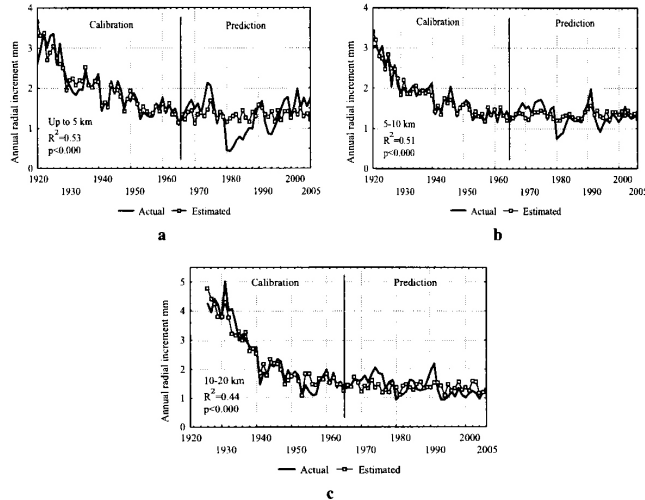 Calibration Prediction
Annual radial increment mm
4
3
2
1
0
Up to 5 km
R²=0.53
p<0.000
1920 1940 1960 1980 2000
1930 1950 1970 1990 2005
Actual Estimated
a
Calibration Prediction
Annual radial increment mm
4
3
2
1
0
5-10 km
R²=0.51
p<0.000
1920 1940 1960 1980 2000
1930 1950 1970 1990 2005
Actual Estimated
b
Calibration Prediction
Annual radial increment mm
5
4
3
2
1
0
10-20 km
R²=0.44
p<0.000
1920 1940 1960 1980 2000
1930 1950 1970 1990 2005
Actual Estimated
c